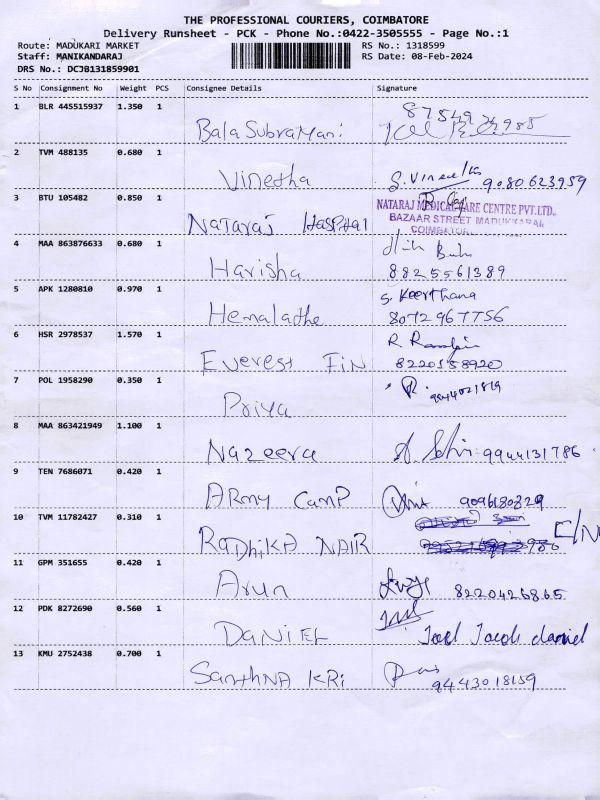 THE PROFESSIONAL COURIERS, COIMBATORE
Delivery Runsheet - PCK - Phone No.:0422-3505555 - Page No.:1
Route: MADUKARI MARKET RS No.: 1318599
Staff: MANIKANDARAJ RS Date: 08-Feb-2024
DRS No.: DCJB131859901
S No Consignment No Weight PCS Consignee Details Signature
1 BLR 445515937 1.350 1
BalaSubraMani
2 TVM 488135 0.680 1
Vinetha S. Vineetha 9080623959
3 BTU 105482 0.850 1
NATARAJ MEDICAL CARE CENTRE PVT.LTD.,
BAZAAR STREET MADUKKARAI,
COIMBATORE
Nataraj Hospital
4 MAA 863876633 0.680 1
Harisha 8825561389
5 APK 1280810 0.970 1 S. Keerthana
Hemalathe 8072967756
6 HSR 2978537 1.570 1 R
Everest Fin 8220558920
7 POL 1958290 0.350 1 R.
Priya
8 MAA 863421949 1.100 1
Nazeera 9944131786
9 TEN 7686071 0.420 1
Army Camp 9096180829
10 TVM 11782427 0.310 1 C/N
RaDhiKA NAIR
11 GPM 351655 0.420 1
Arun 8220426865
12 PDK 8272690 0.560 1
DaNiEL Joel Jacob daniel
13 KMU 2752438 0.700 1
SanthNA KRi 9443018159